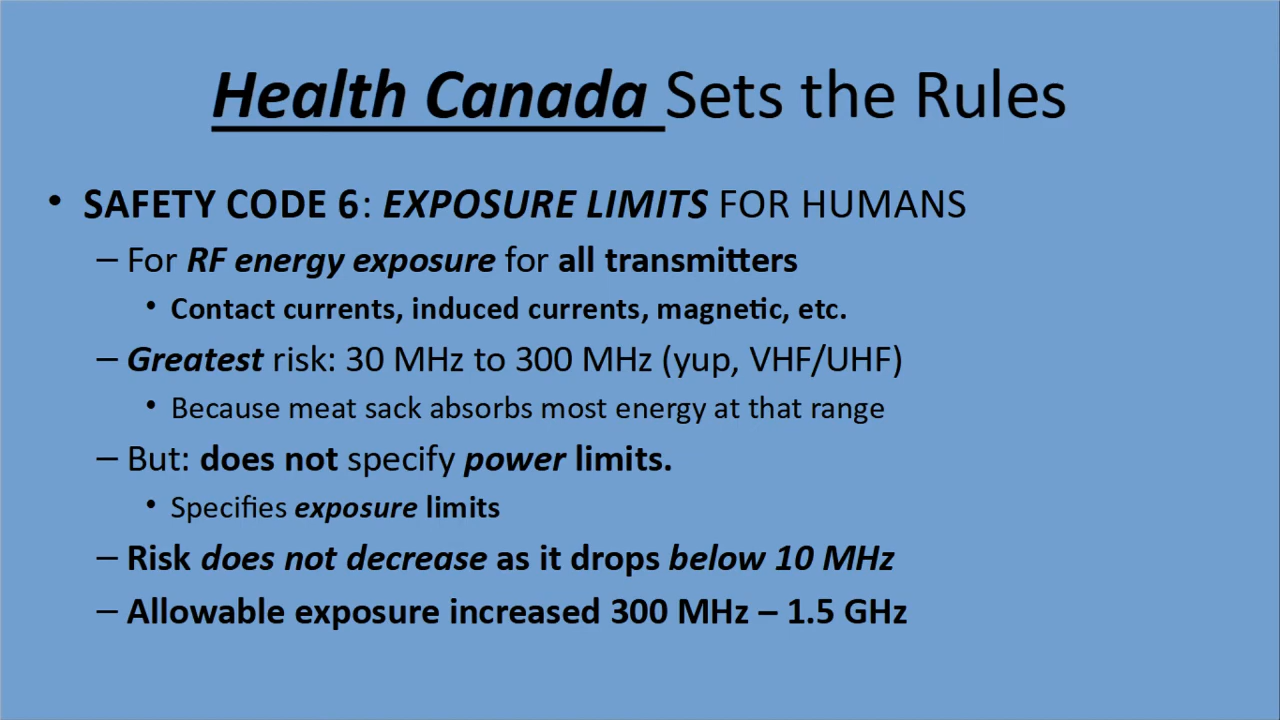 Health Canada Sets the Rules
• SAFETY CODE 6: EXPOSURE LIMITS FOR HUMANS
– For RF energy exposure for all transmitters
• Contact currents, induced currents, magnetic, etc.
– Greatest risk: 30 MHz to 300 MHz (yup, VHF/UHF)
• Because meat sack absorbs most energy at that range
– But: does not specify power limits.
• Specifies exposure limits
– Risk does not decrease as it drops below 10 MHz
– Allowable exposure increased 300 MHz – 1.5 GHz